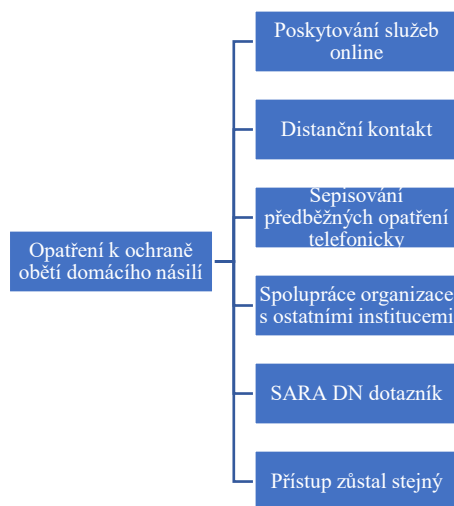 Poskytování služeb
online
Distanční kontakt
Sepisování
předběžných opatření
telefonicky
Opatření k ochraně
obětí domácího násilí
Spolupráce organizace
s ostatními institucemi
SARA DN dotazník
Přístup zůstal stejný